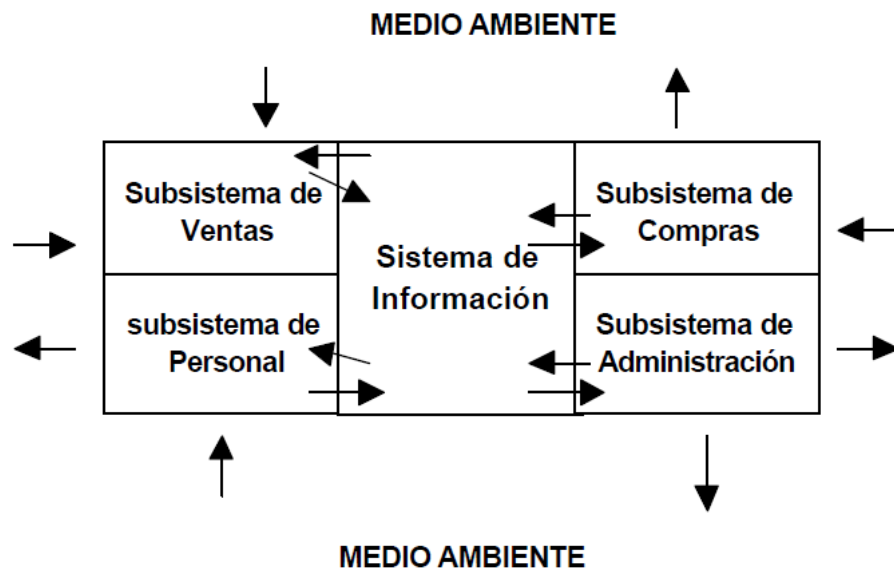 MEDIO AMBIENTE
Subsistema de
Ventas
subsistema de
Personal
Sistema de
Información
Subsistema de
Compras
Subsistema de
Administración
MEDIO AMBIENTE